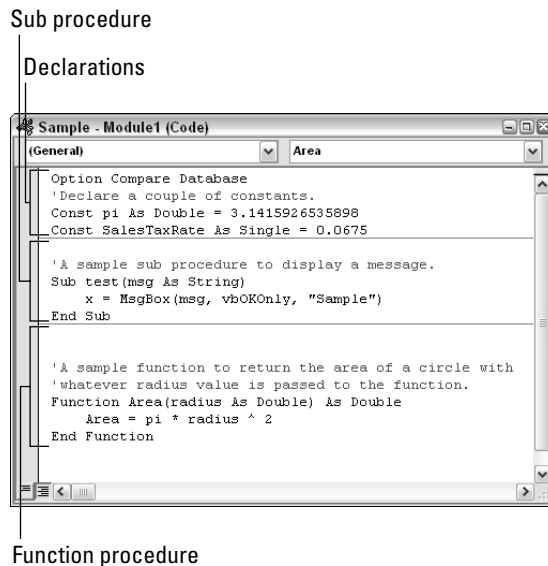 Sub procedure
Declarations
Sample - Module1 (Code)
(General) Area
Option Compare Database
'Declare a couple of constants.
Const pi As Double = 3.1415926535898
Const SalesTaxRate As Single = 0.0675
'A sample sub procedure to display a message.
Sub test(msg As String)
x = MsgBox(msg, vbOKOnly, "Sample")
End Sub
'A sample function to return the area of a circle with
'whatever radius value is passed to the function.
Function Area(radius As Double) As Double
Area = pi * radius ^ 2
End Function
Function procedure